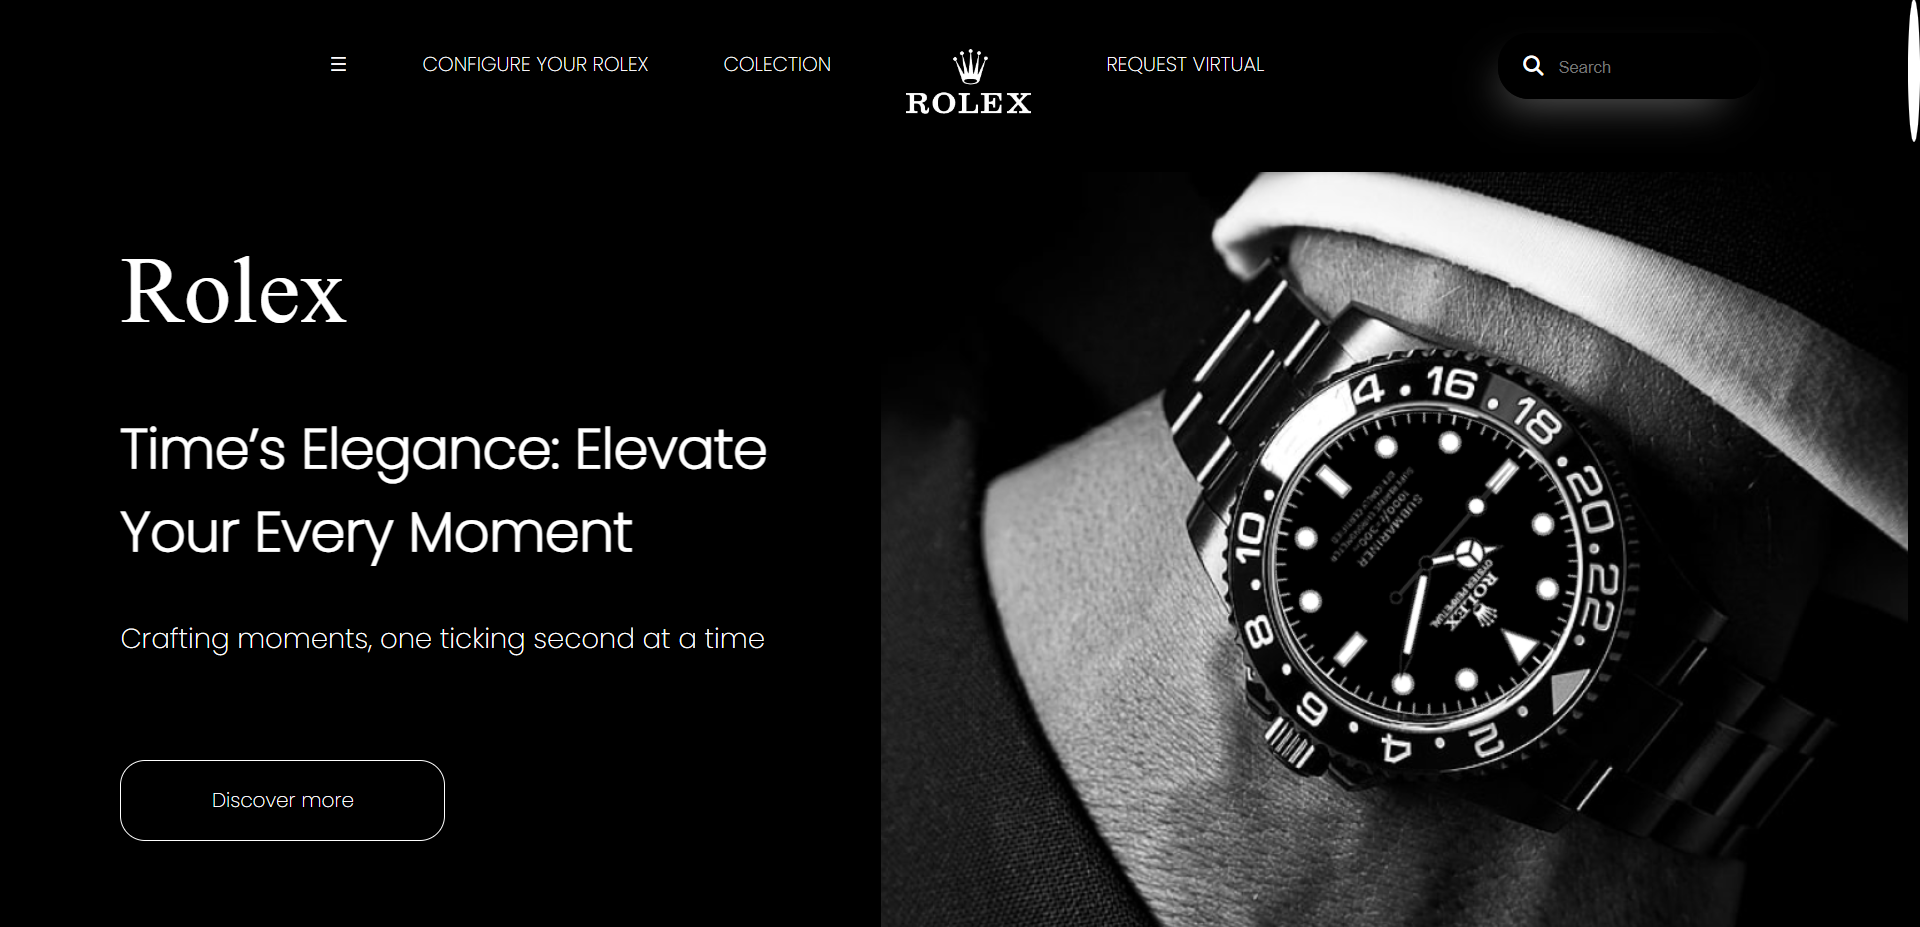 ☰ CONFIGURE YOUR ROLEX COLECTION ROLEX REQUEST VIRTUAL Search
Rolex
Time’s Elegance: Elevate
Your Every Moment
Crafting moments, one ticking second at a time
Discover more
4 · 16 · 18 · 20 · 22 · 2 · 4 · 6 · 8 · 10 ·
ROLEX
OYSTER PERPETUAL
SUBMARINER
1000ft = 300m
SUPERLATIVE CHRONOMETER
OFFICIALLY CERTIFIED